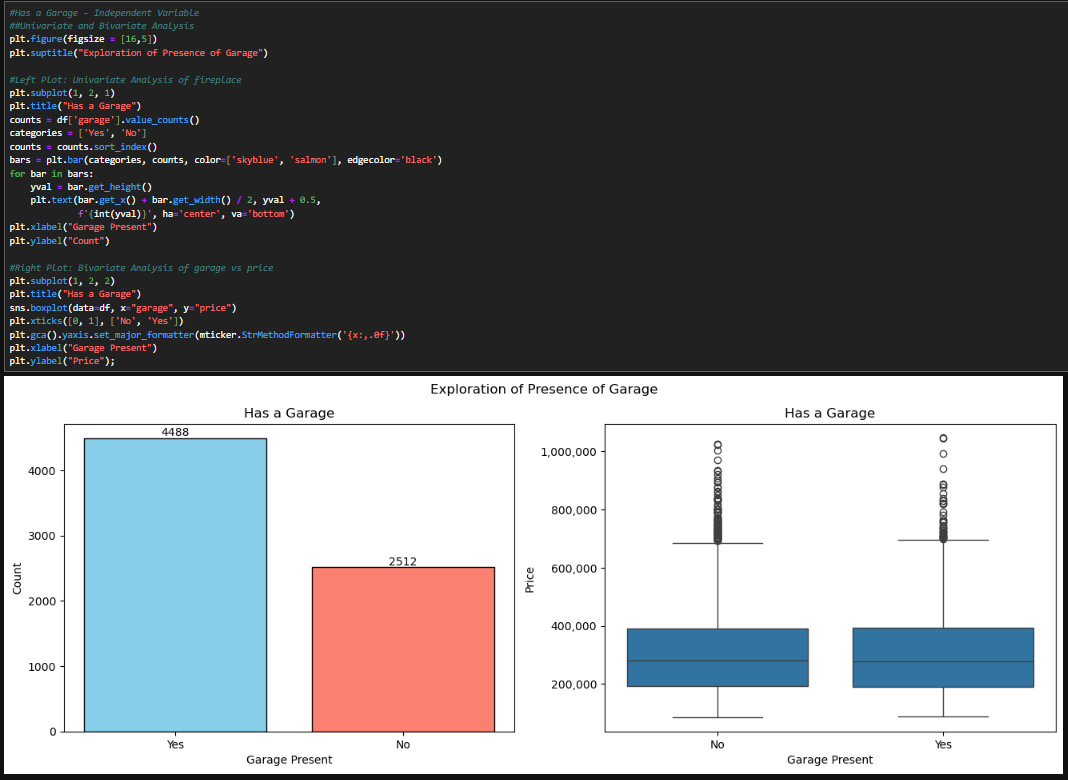 #Has a Garage - Independent Variable
##Univariate and Bivariate Analysis
plt.figure(figsize = [16,5])
plt.suptitle("Exploration of Presence of Garage")
#Left Plot: Univariate Analysis of fireplace
plt.subplot(1, 2, 1)
plt.title("Has a Garage")
counts = df['garage'].value_counts()
categories = ['Yes', 'No']
counts = counts.sort_index()
bars = plt.bar(categories, counts, color=['skyblue', 'salmon'], edgecolor='black')
for bar in bars:
    yval = bar.get_height()
    plt.text(bar.get_x() + bar.get_width() / 2, yval + 0.5,
             f'{int(yval)}', ha='center', va='bottom')
plt.xlabel("Garage Present")
plt.ylabel("Count")
#Right Plot: Bivariate Analysis of garage vs price
plt.subplot(1, 2, 2)
plt.title("Has a Garage")
sns.boxplot(data=df, x="garage", y="price")
plt.xticks([0, 1], ['No', 'Yes'])
plt.gca().yaxis.set_major_formatter(mticker.StrMethodFormatter('{x:,.0f}'))
plt.xlabel("Garage Present")
plt.ylabel("Price");
Exploration of Presence of Garage
Has a Garage
4488
2512
4000
3000
2000
1000
0
Count
Yes
No
Garage Present
Has a Garage
1,000,000
800,000
600,000
400,000
200,000
Price
No
Yes
Garage Present